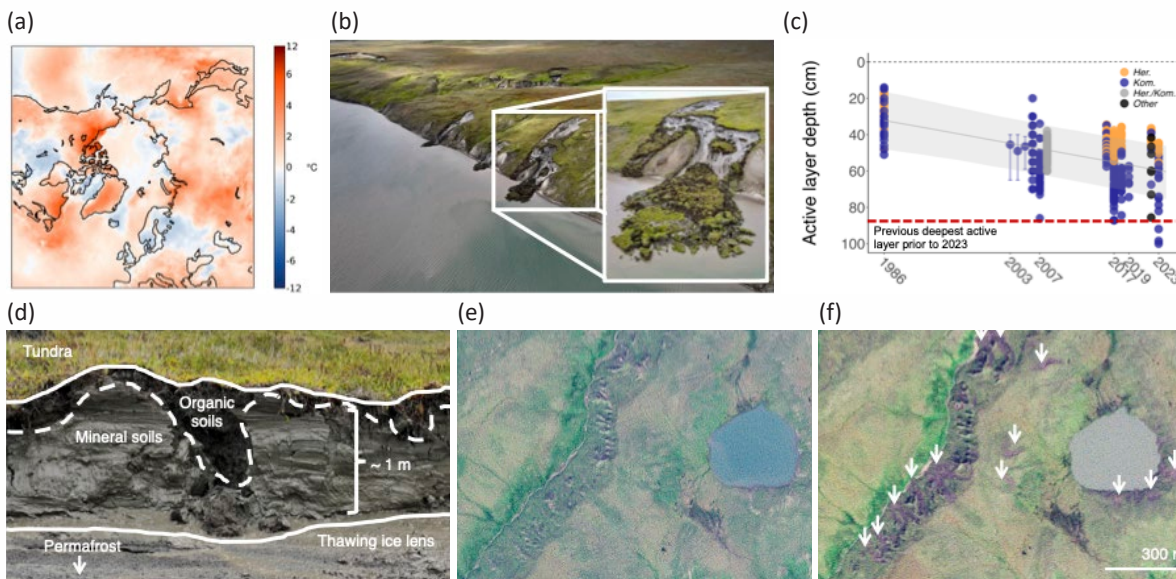 (a)
12
8
4
0
°C
-4
-8
-12
(b)
(c)
Active layer depth (cm)
0
20
40
60
80
100
Her.
Kom.
Her./Kom.
Other
Previous deepest active
layer prior to 2023
1986
2003
2007
2017
2019
(d)
Tundra
Organic
soils
Mineral soils
~ 1 m
Permafrost
Thawing ice lens
(e)
(f)
300